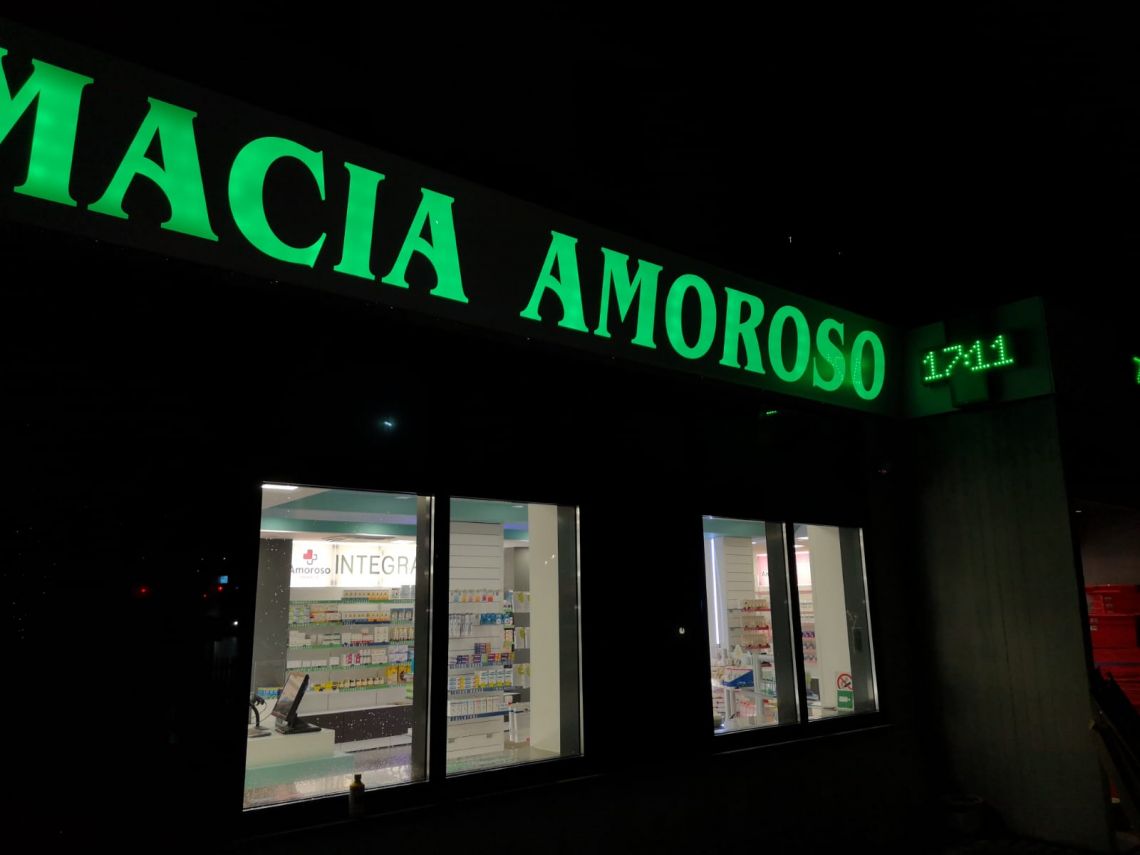 MACIA AMOROSO
17:11
Amoroso
INTEGRA